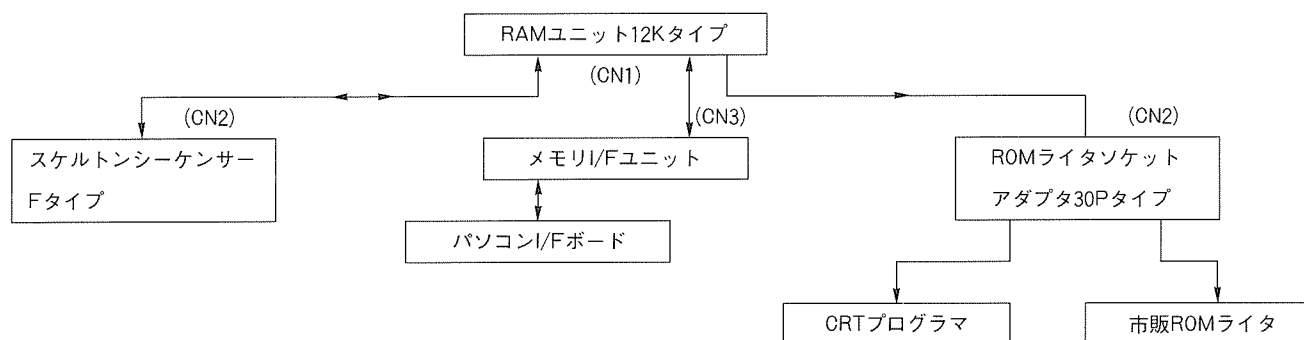 RAMユニット12Kタイプ
(CN1)
(CN2)
(CN3)
(CN2)
スケルトンシーケンサー
Fタイプ
メモリI/Fユニット
ROMライタソケット
アダプタ30Pタイプ
パソコンI/Fボード
CRTプログラマ
市販ROMライタ